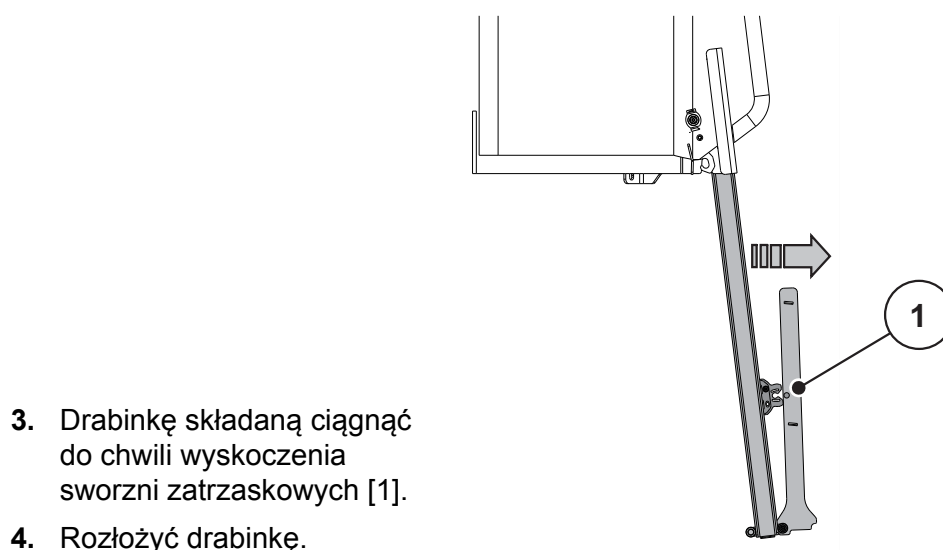 1
3. Drabinkę składaną ciągnąć
do chwili wyskoczenia
sworzni zatrzaskowych [1].
4. Rozłożyć drabinkę.